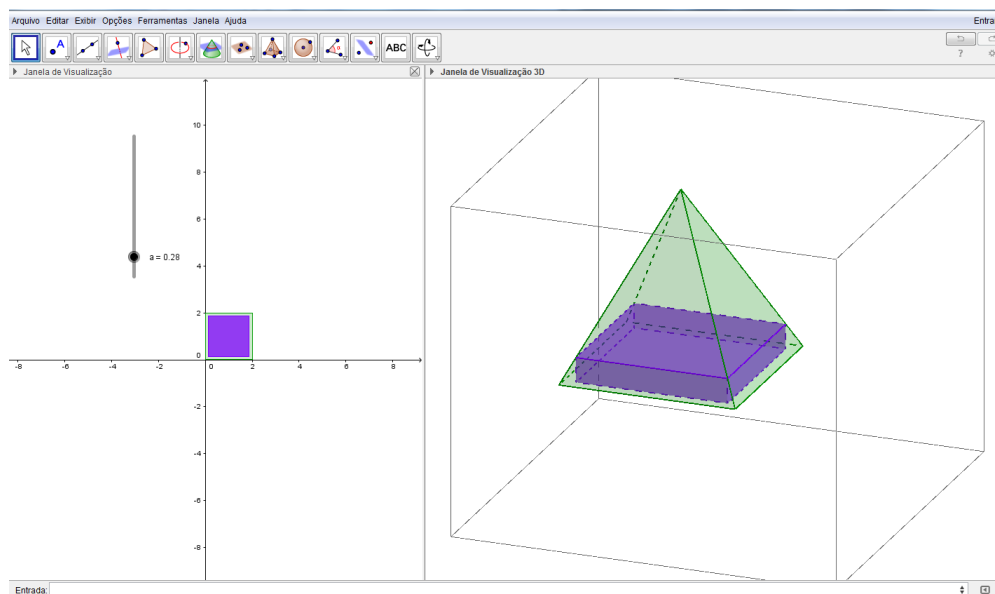 Arquivo Editar Exibir Opções Ferramentas Janela Ajuda
Entra
A
ABC
?
Janela de Visualização
Janela de Visualização 3D
10
8
6
a = 0.28
4
2
0
-8 -6 -4 -2 0 2 4 6 8
-2
-4
-6
-8
Entrada: